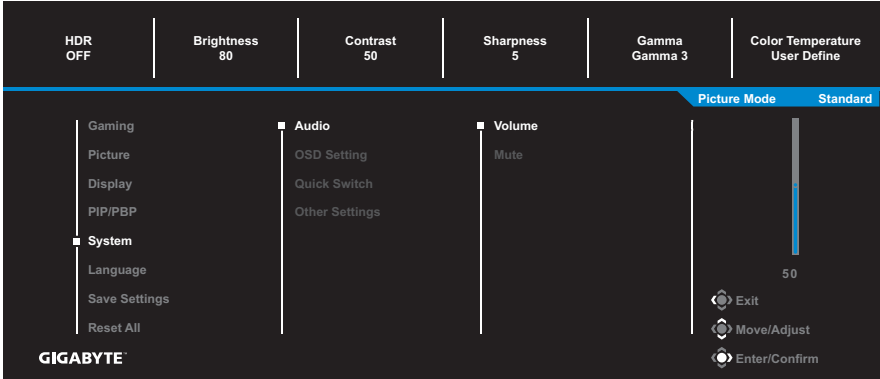 HDR
OFF
Brightness
80
Contrast
50
Sharpness
5
Gamma
Gamma 3
Color Temperature
User Define
Picture Mode Standard
Gaming
Picture
Display
PIP/PBP
System
Language
Save Settings
Reset All
Audio
OSD Setting
Quick Switch
Other Settings
Volume
Mute
50
Exit
Move/Adjust
Enter/Confirm
GIGABYTE™